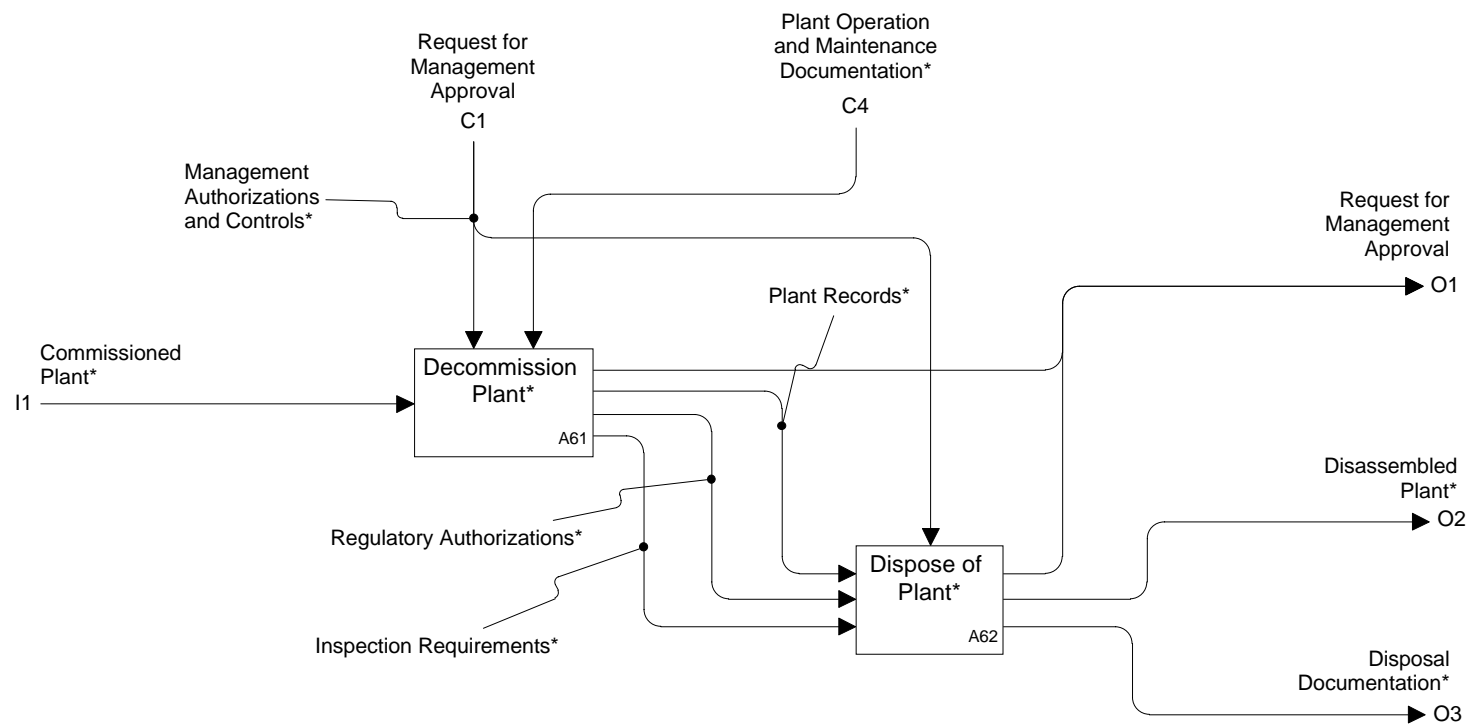 Plant Operation
and Maintenance
Documentation*
C4
Request for
Management
Approval
C1
Management
Authorizations
and Controls*
Request for
Management
Approval
O1
Plant Records*
Commissioned
Plant*
I1
Decommission
Plant*
A61
Disassembled
Plant*
O2
Regulatory Authorizations*
Dispose of
Plant*
A62
Inspection Requirements*
Disposal
Documentation*
O3